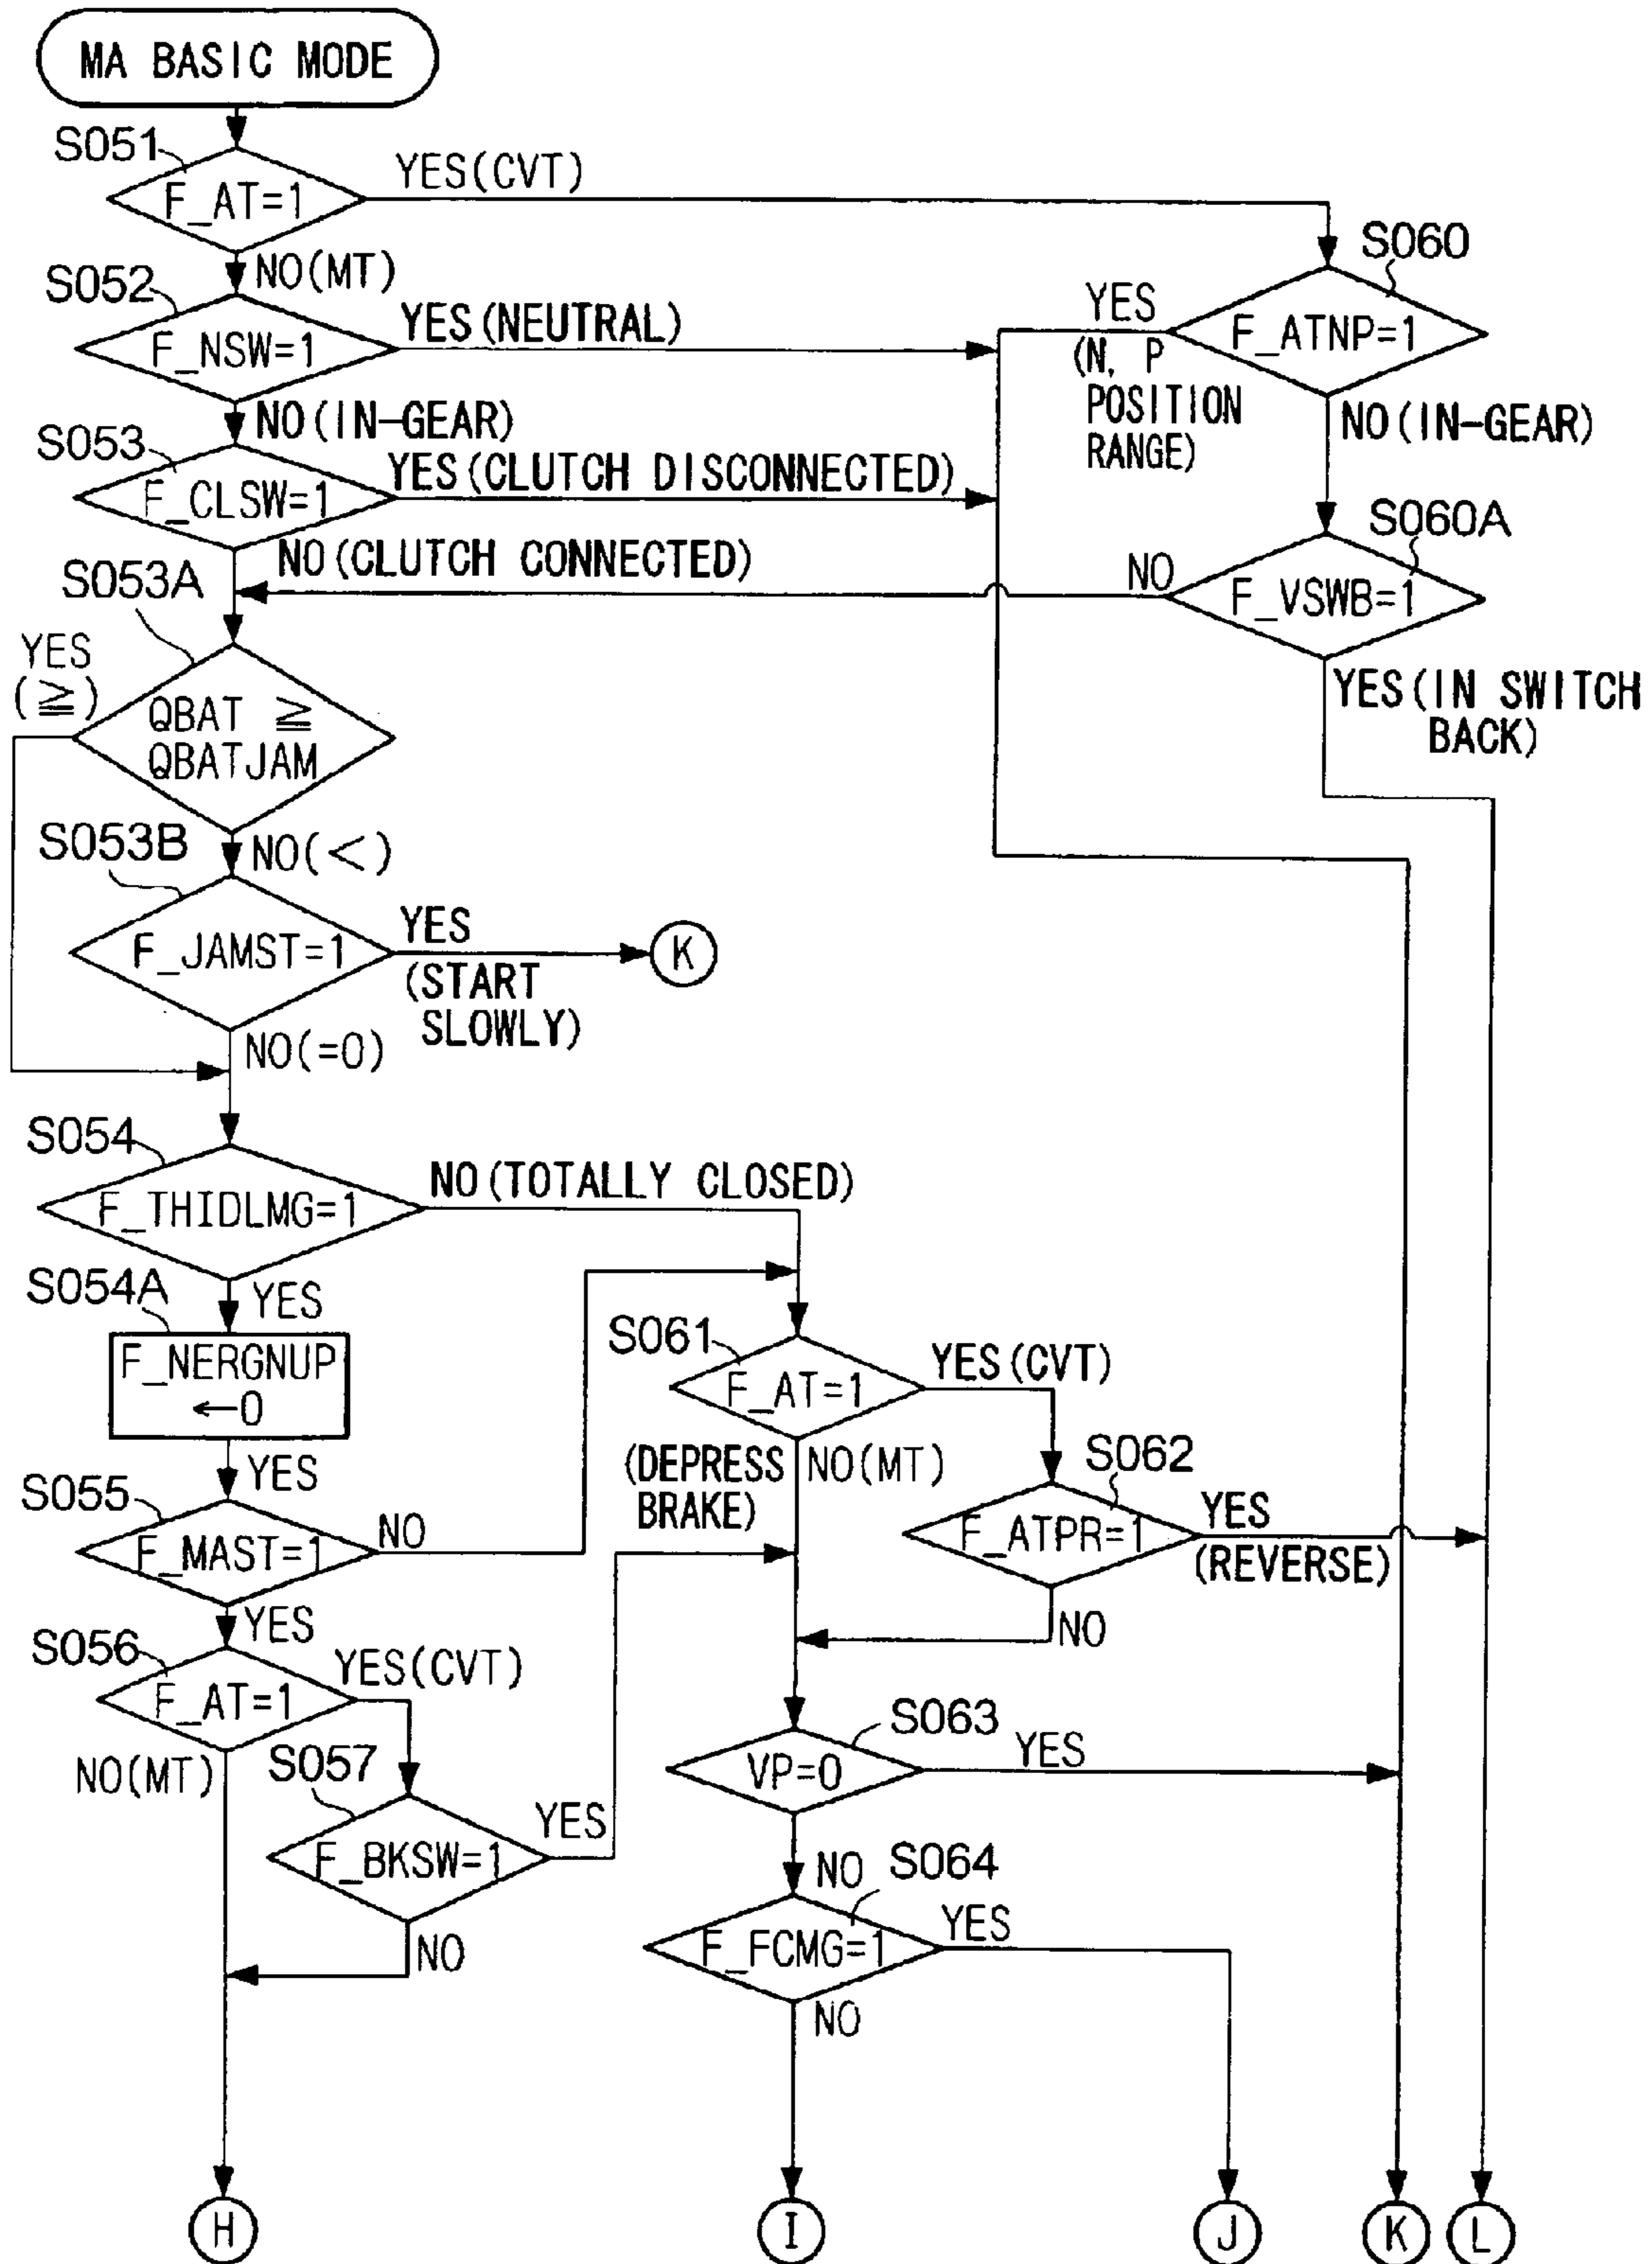 MA BASIC MODE
S051
F_AT=1
YES(CVT)
NO(MT)
S060
F_ATNP=1
YES
(N, P
POSITION
RANGE)
NO(IN-GEAR)
S052
F_NSW=1
YES(NEUTRAL)
NO(IN-GEAR)
S053
F_CLSW=1
YES(CLUTCH DISCONNECTED)
NO(CLUTCH CONNECTED)
S060A
F_VSWB=1
NO
YES(IN SWITCH
BACK)
S053A
YES
(≧)
QBAT ≧
QBATJAM
NO(<)
S053B
F_JAMST=1
YES
(START
SLOWLY)
K
NO(=0)
S054
F_THIDLMG=1
NO(TOTALLY CLOSED)
YES
S054A
F_NERGNUP
←0
YES
S055
F_MAST=1
NO
YES
S061
F_AT=1
YES(CVT)
(DEPRESS
BRAKE)
NO(MT)
S062
F_ATPR=1
YES
(REVERSE)
NO
S056
F_AT=1
YES(CVT)
NO(MT)
S057
F_BKSW=1
YES
NO
S063
VP=0
YES
NO
S064
F_FCMG=1
YES
NO
H
I
J
K
L